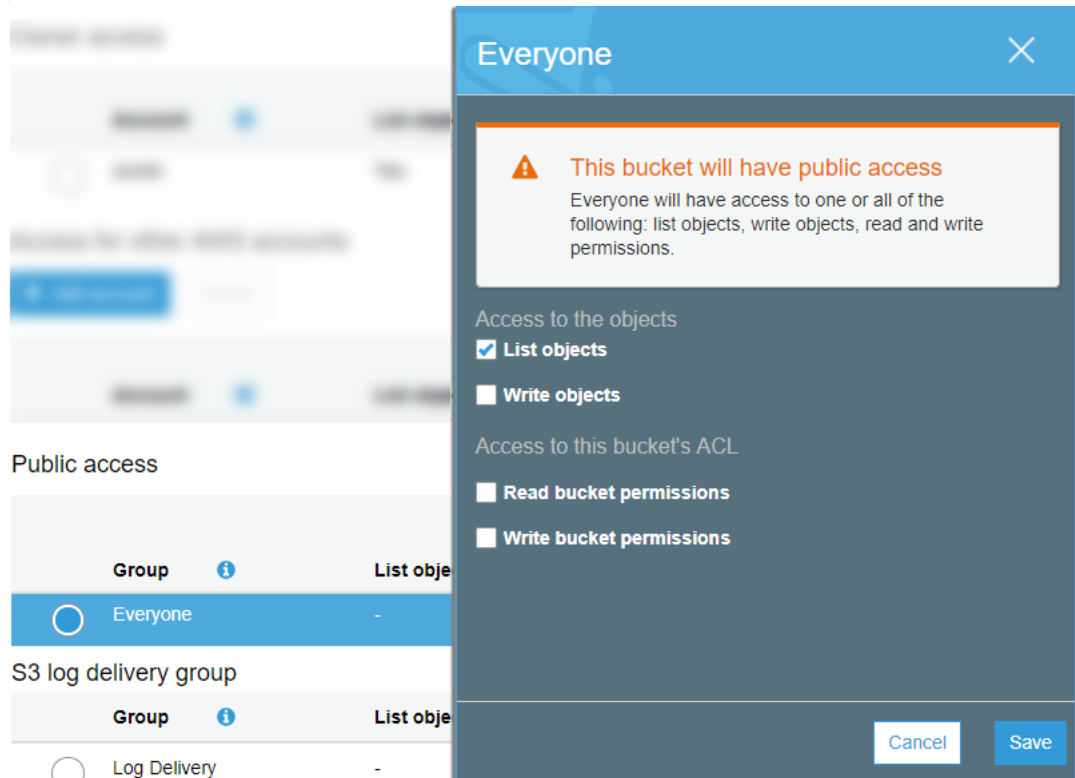 Everyone
This bucket will have public access
Everyone will have access to one or all of the
following: list objects, write objects, read and write
permissions.
Access to the objects
List objects
Write objects
Access to this bucket's ACL
Read bucket permissions
Write bucket permissions
Cancel Save
Public access
Group List obje
Everyone -
S3 log delivery group
Group List obje
Log Delivery -